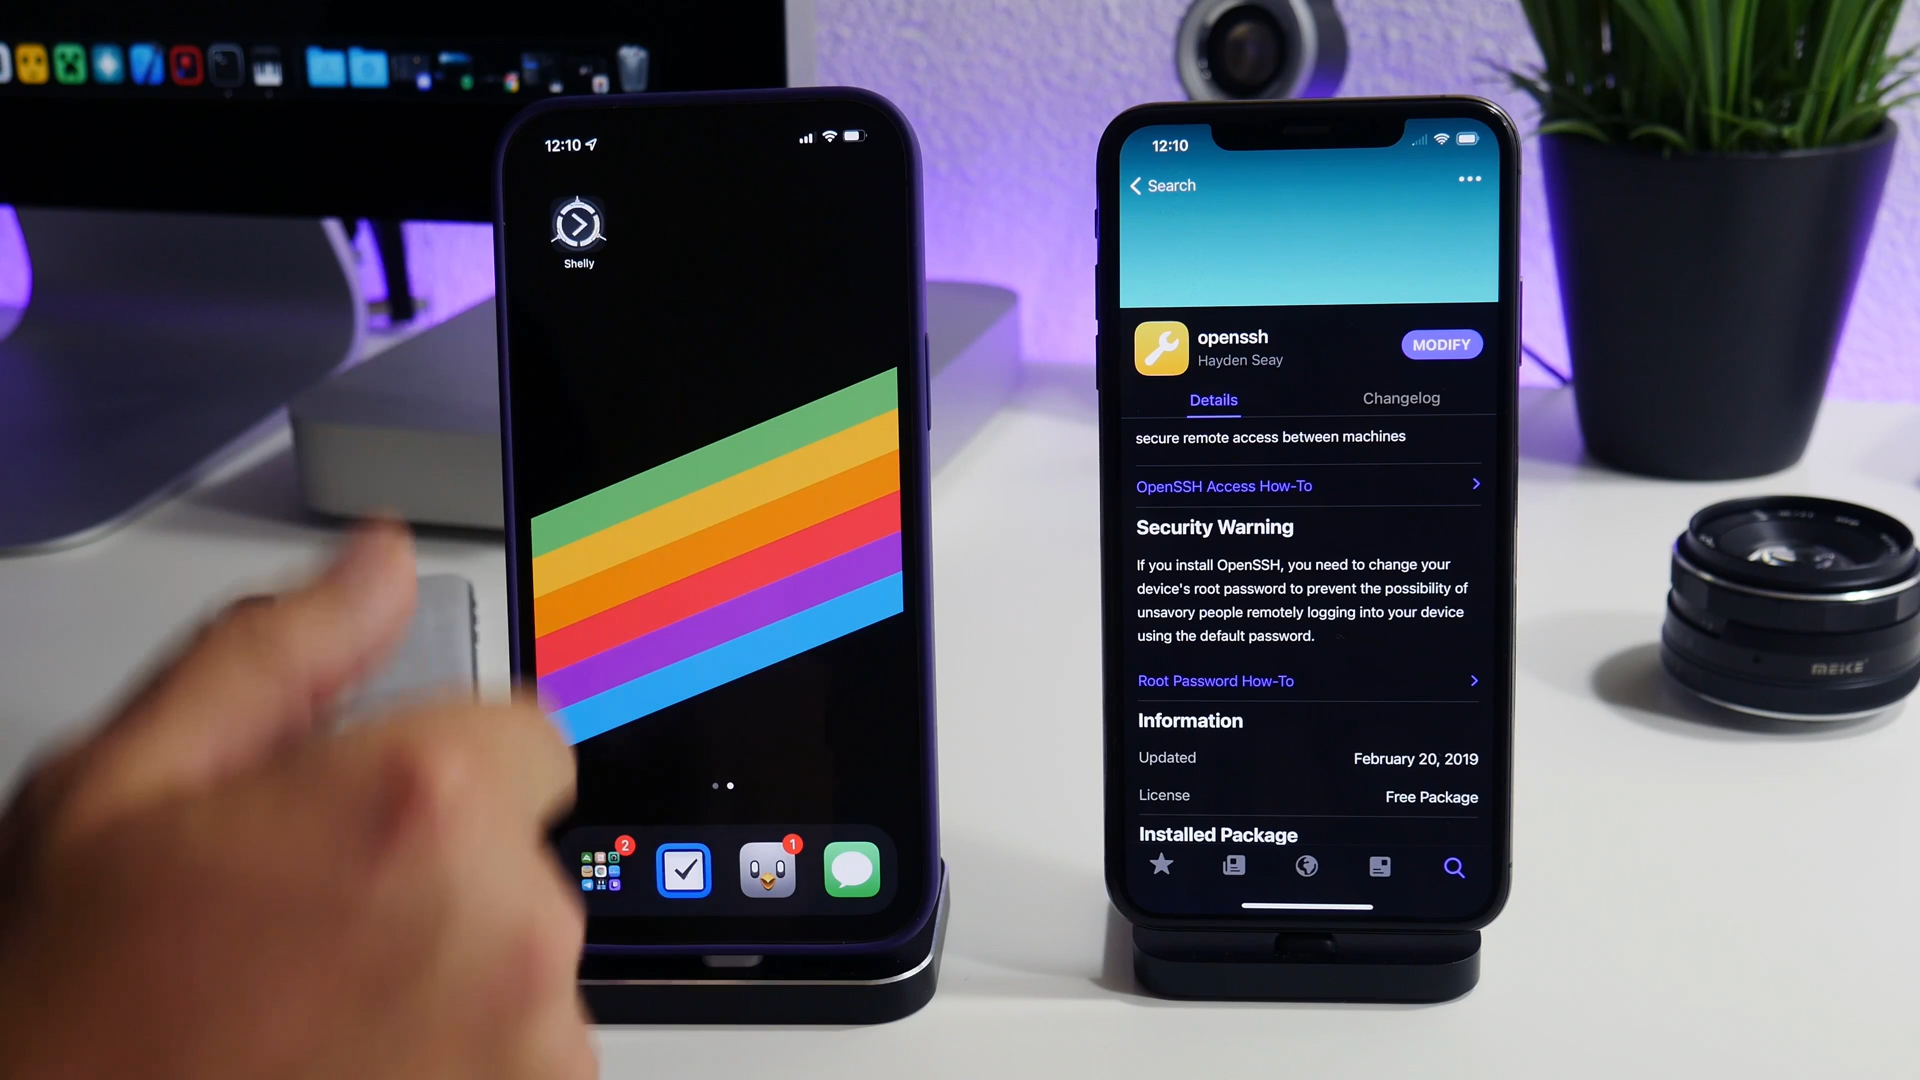 12:10
Shelly
2
1
12:10
Search
openssh
Hayden Seay
MODIFY
Details
Changelog
secure remote access between machines
OpenSSH Access How-To
Security Warning
If you install OpenSSH, you need to change your
device's root password to prevent the possibility of
unsavory people remotely logging into your device
using the default password.
Root Password How-To
Information
Updated
February 20, 2019
License
Free Package
Installed Package
MEIKE